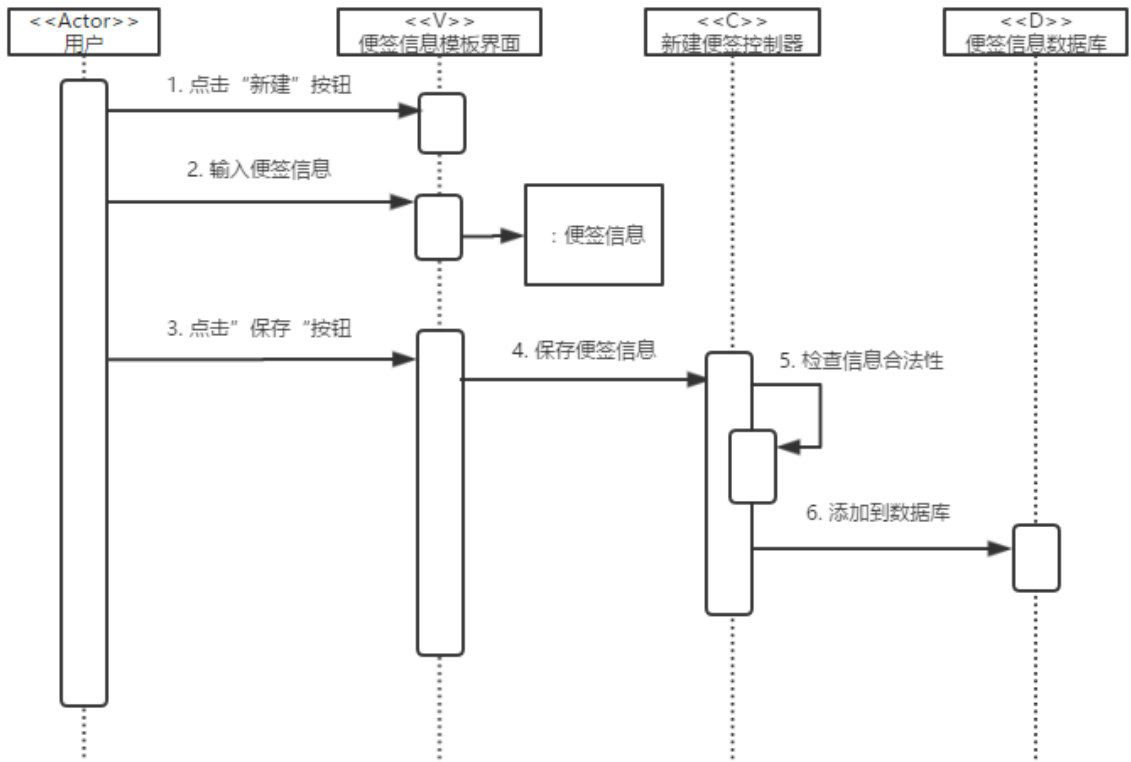 <<Actor>>
用户
<<V>>
便签信息模板界面
<<C>>
新建便签控制器
<<D>>
便签信息数据库
1. 点击“新建”按钮
2. 输入便签信息
：便签信息
3. 点击”保存“按钮
4. 保存便签信息
5. 检查信息合法性
6. 添加到数据库